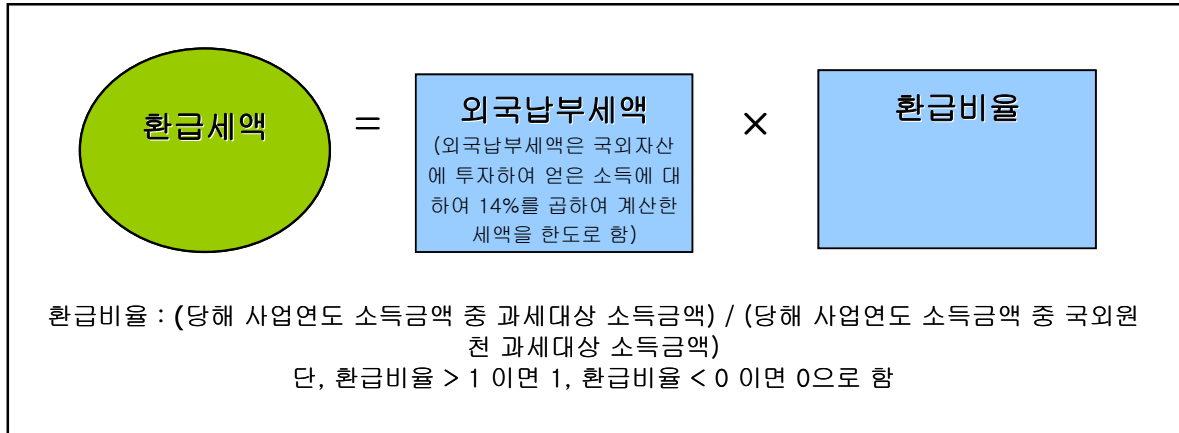 환급세액
=
외국납부세액
(외국납부세액은 국외자산
에 투자하여 얻은 소득에 대
하여 14%를 곱하여 계산한
세액을 한도로 함)
×
환급비율
환급비율 : (당해 사업연도 소득금액 중 과세대상 소득금액) / (당해 사업연도 소득금액 중 국외원
천 과세대상 소득금액)
단, 환급비율 > 1 이면 1, 환급비율 < 0 이면 0으로 함